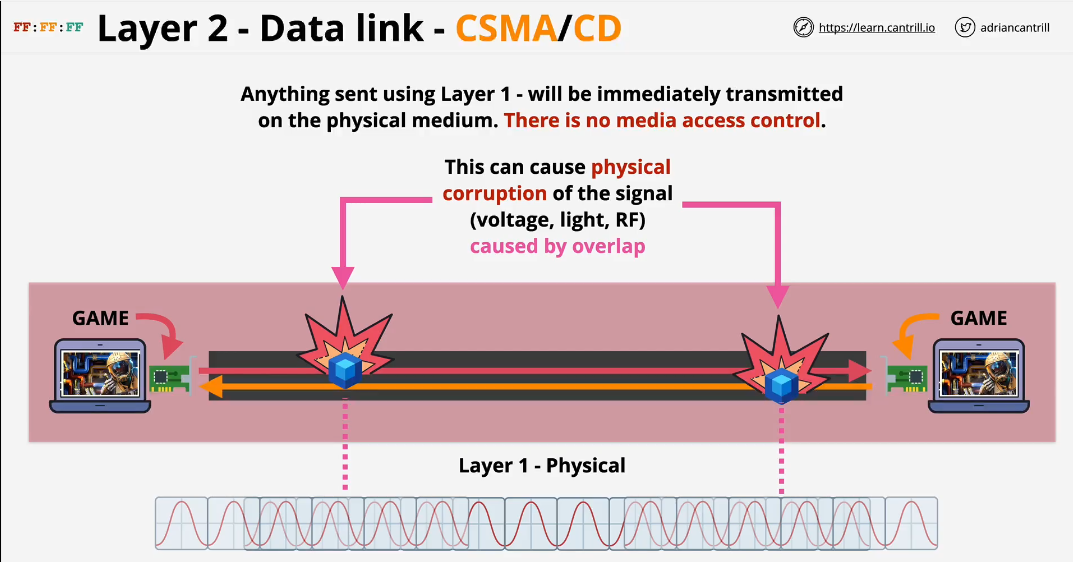 FF:FF:FF
Layer 2 - Data link - CSMA/CD
https://learn.cantrill.io
adriancantrill
Anything sent using Layer 1 - will be immediately transmitted
on the physical medium. There is no media access control.
This can cause physical
corruption of the signal
(voltage, light, RF)
caused by overlap
GAME
GAME
Layer 1 - Physical